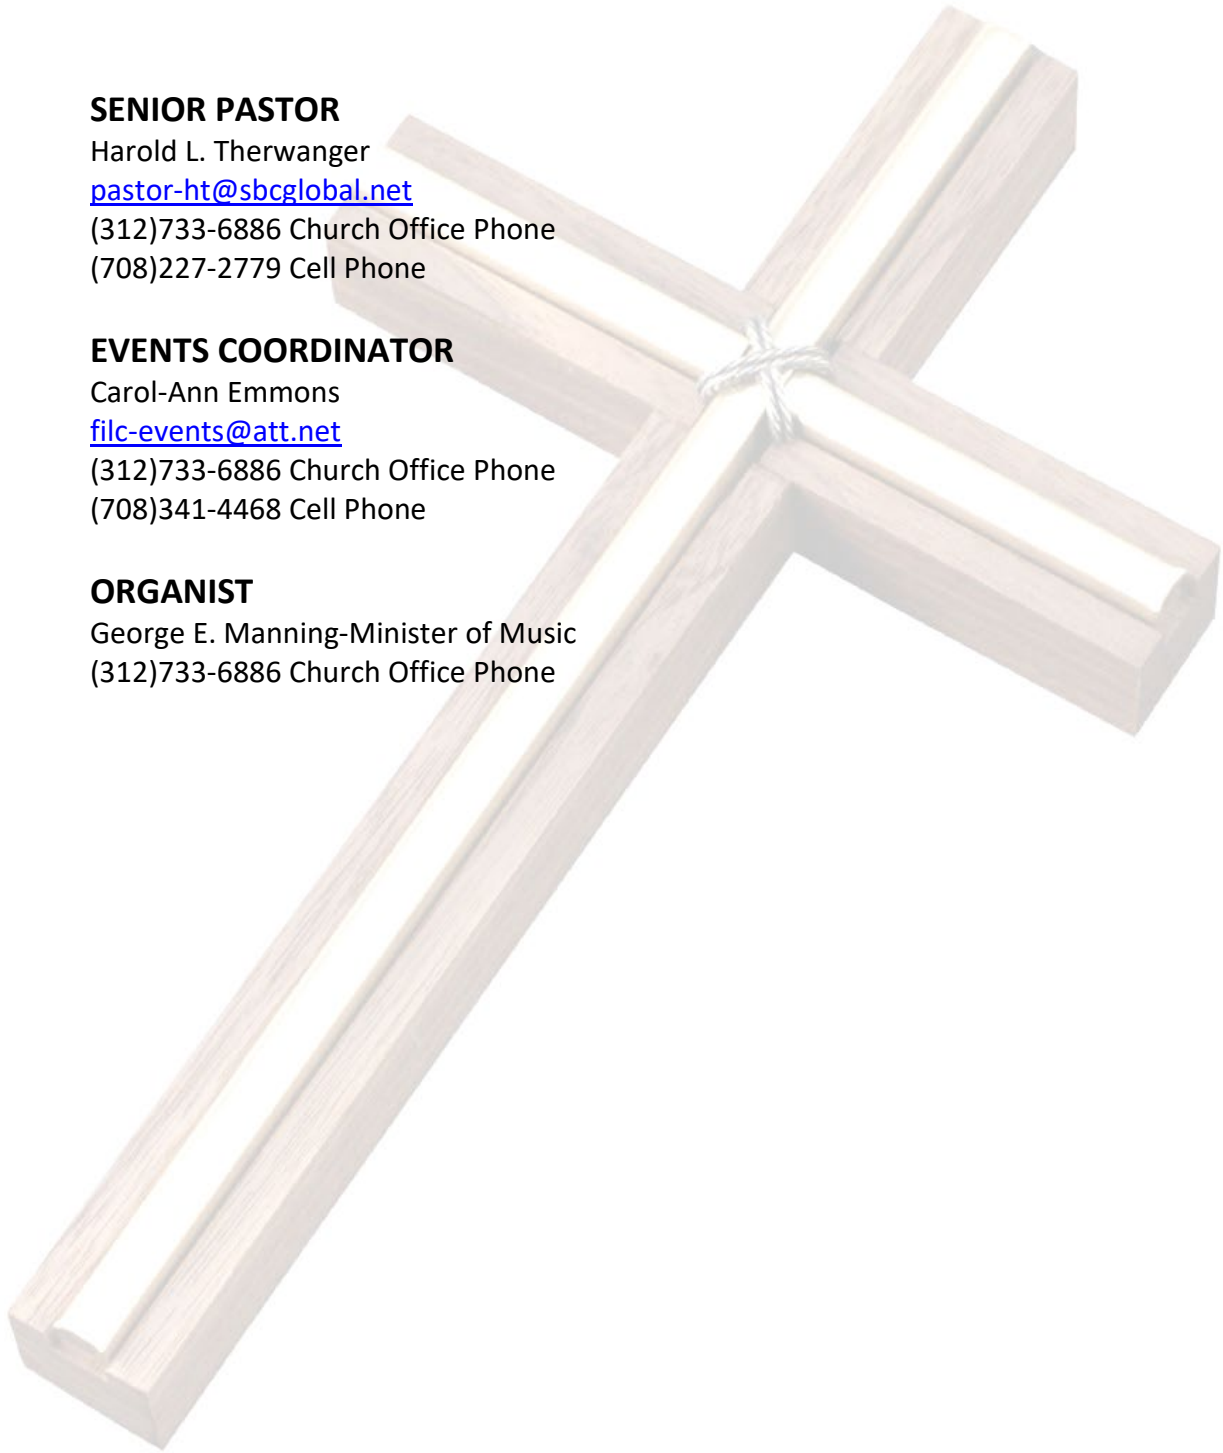 SENIOR PASTOR
Harold L. Therwanger
pastor-ht@sbcglobal.net
(312)733-6886 Church Office Phone
(708)227-2779 Cell Phone
EVENTS COORDINATOR
Carol-Ann Emmons
filc-events@att.net
(312)733-6886 Church Office Phone
(708)341-4468 Cell Phone
ORGANIST
George E. Manning-Minister of Music
(312)733-6886 Church Office Phone